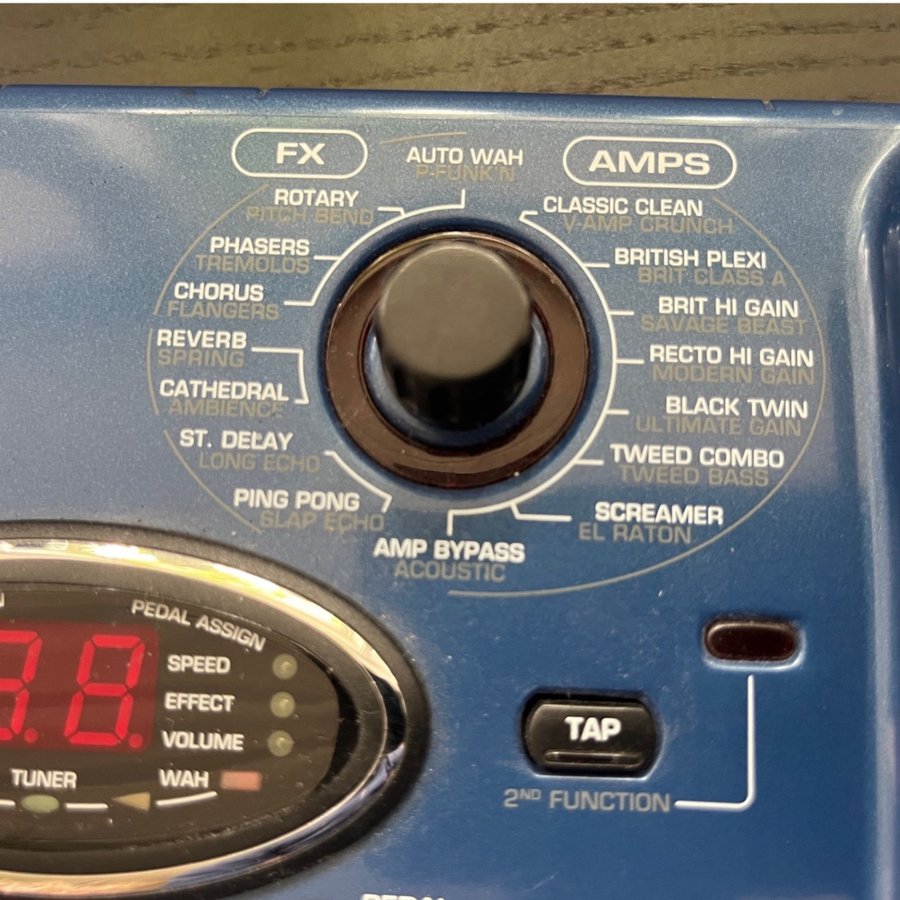 FX
AMPS
AUTO WAH
P-FUNK'N
ROTARY
PITCH BEND
PHASERS
TREMOLOS
CHORUS
FLANGERS
REVERB
SPRING
CATHEDRAL
AMBIENCE
ST. DELAY
LONG ECHO
PING PONG
SLAP ECHO
AMP BYPASS
ACOUSTIC
CLASSIC CLEAN
V-AMP CRUNCH
BRITISH PLEXI
BRIT CLASS A
BRIT HI GAIN
SAVAGE BEAST
RECTO HI GAIN
MODERN GAIN
BLACK TWIN
ULTIMATE GAIN
TWEED COMBO
TWEED BASS
SCREAMER
EL RATON
PEDAL ASSIGN
SPEED
EFFECT
VOLUME
8.8.
TUNER
WAH
TAP
2ND FUNCTION